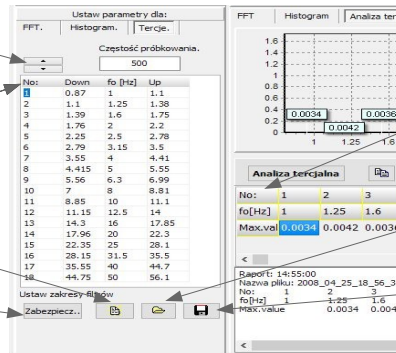 Ustaw parametry dla:
FFT. Histogram. Tercje.
Częstość próbkowania.
500
No: Down fo [Hz] Up
1 0.87 1 1.1
2 1.1 1.25 1.38
3 1.39 1.6 1.75
4 1.76 2 2.2
5 2.25 2.5 2.78
6 2.79 3.15 3.5
7 3.55 4 4.41
8 4.415 5 5.55
9 5.56 6.3 6.99
10 7 8 8.81
11 8.85 10 11.1
12 11.15 12.5 14
13 14.3 16 17.85
14 17.96 20 22.3
15 22.35 25 28.1
16 28.15 31.5 35.5
17 35.55 40 44.7
18 44.75 50 56.1
Ustaw zakresy filtrów
Zabezpiecz..
FFT Histogram Analiza ter
1.6
1.4
1.2
1
0.8
0.6
0.4
0.2
0
0.0034 0.0042 0.0036
1 1.25 1.6
Analiza tercjalna
No: 1 2 3
fo[Hz] 1 1.25 1.6
Max.val 0.0034 0.0042 0.0036
Raport: 14:55:00
Nazwa pliku: 2008_04_25_18_56_3
No: 1 2 3
fo[Hz] 1 1.25 1.6
Max.value 0.0034 0.004